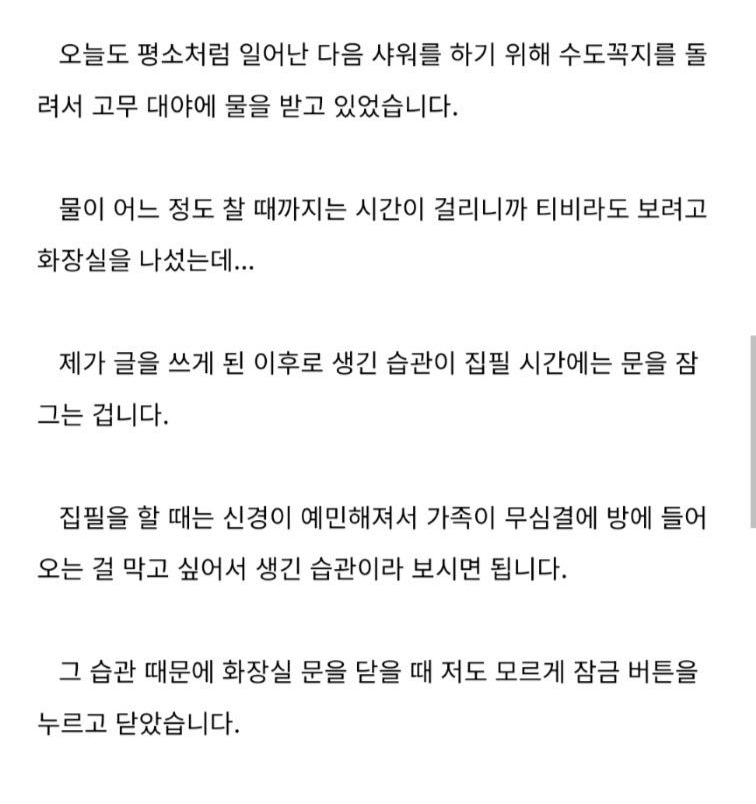 오늘도 평소처럼 일어난 다음 샤워를 하기 위해 수도꼭지를 돌
려서 고무 대야에 물을 받고 있었습니다.
물이 어느 정도 찰 때까지는 시간이 걸리니까 티비라도 보려고
화장실을 나섰는데...
제가 글을 쓰게 된 이후로 생긴 습관이 집필 시간에는 문을 잠
그는 겁니다.
집필을 할 때는 신경이 예민해져서 가족이 무심결에 방에 들어
오는 걸 막고 싶어서 생긴 습관이라 보시면 됩니다.
그 습관 때문에 화장실 문을 닫을 때 저도 모르게 잠금 버튼을
누르고 닫았습니다.